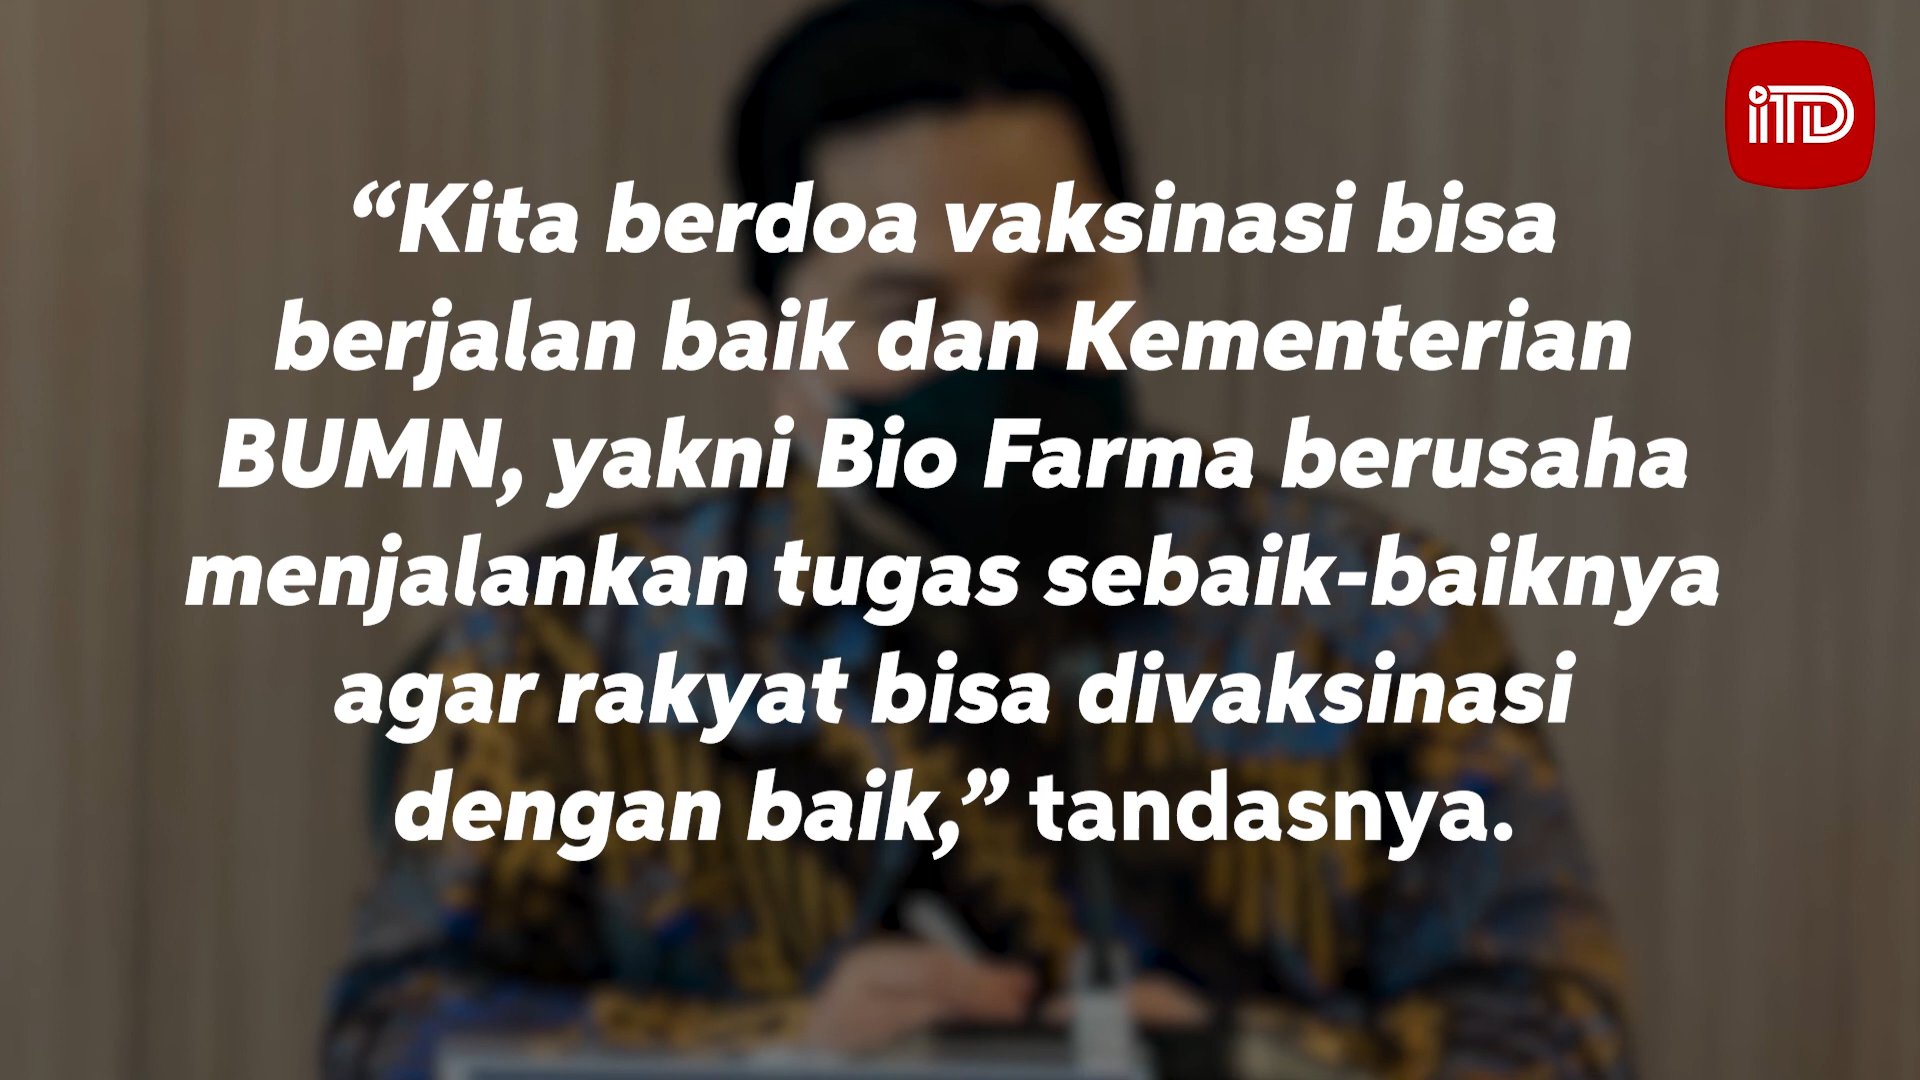 iTD
“Kita berdoa vaksinasi bisa
berjalan baik dan Kementerian
BUMN, yakni Bio Farma berusaha
menjalankan tugas sebaik-baiknya
agar rakyat bisa divaksinasi
dengan baik,” tandasnya.